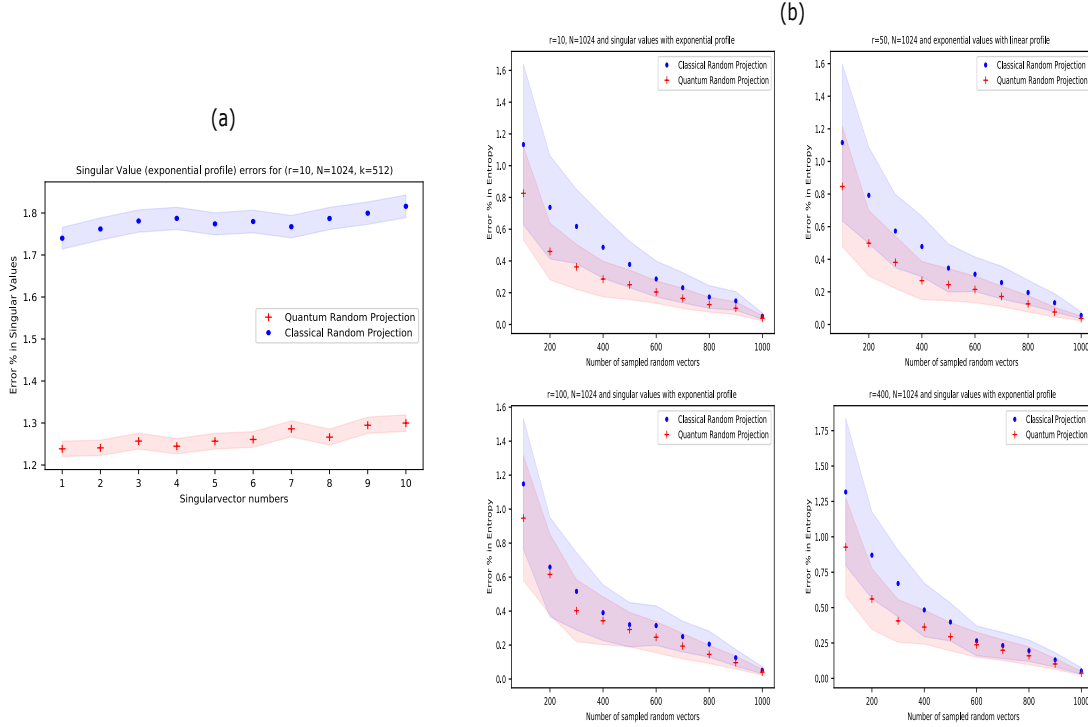 (a)
Singular Value (exponential profile) errors for (r=10, N=1024, k=512)
Error % in Singular Values
1.8
1.7
1.6
1.5
1.4
1.3
1.2
Quantum Random Projection
Classical Random Projection
1 2 3 4 5 6 7 8 9 10
Singularvector numbers
(b)
r=10, N=1024 and singular values with exponential profile
Error % in Entropy
1.6
1.4
1.2
1.0
0.8
0.6
0.4
0.2
0.0
Classical Random Projection
Quantum Random Projection
200 400 600 800 1000
Number of sampled random vectors
r=50, N=1024 and exponential values with linear profile
Error % in Entropy
1.6
1.4
1.2
1.0
0.8
0.6
0.4
0.2
0.0
Classical Random Projection
Quantum Random Projection
200 400 600 800 1000
Number of sampled random vectors
r=100, N=1024 and singular values with exponential profile
Error % in Entropy
1.6
1.4
1.2
1.0
0.8
0.6
0.4
0.2
0.0
Classical Random Projection
Quantum Random Projection
200 400 600 800 1000
Number of sampled random vectors
r=400, N=1024 and singular values with exponential profile
Error % in Entropy
1.75
1.50
1.25
1.00
0.75
0.50
0.25
0.00
Classical Random Projection
Quantum Random Projection
200 400 600 800 1000
Number of sampled random vectors